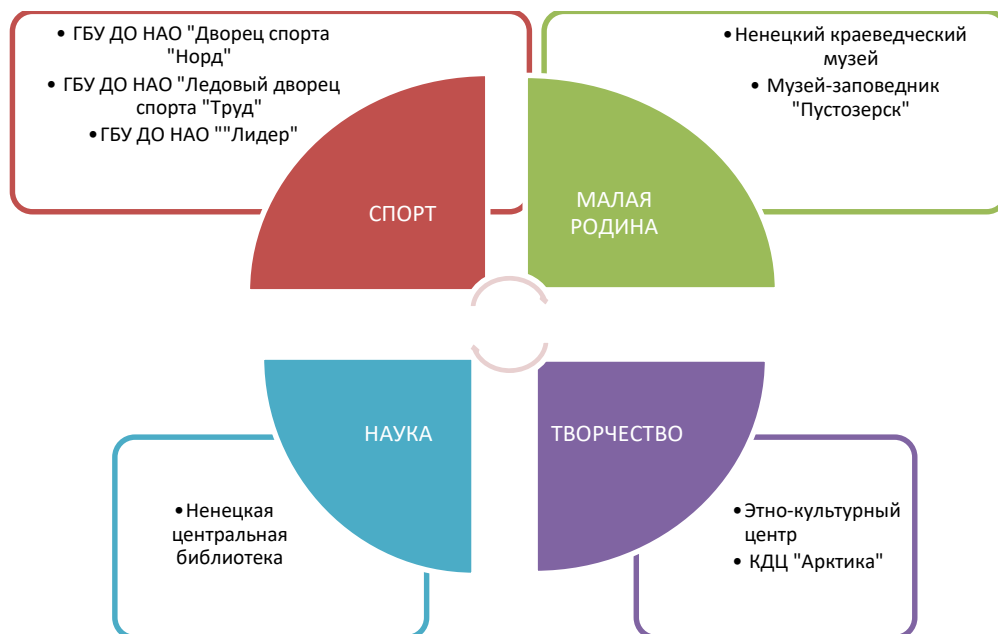 • ГБУ ДО НАО "Дворец спорта
"Норд"
• ГБУ ДО НАО "Ледовый дворец
спорта "Труд"
•ГБУ ДО НАО ""Лидер"
•Ненецкий краеведческий
музей
• Музей-заповедник
"Пустозерск"
СПОРТ
МАЛАЯ
РОДИНА
НАУКА
ТВОРЧЕСТВО
•Ненецкая
центральная
библиотека
•Этно-культурный
центр
• КДЦ "Арктика"